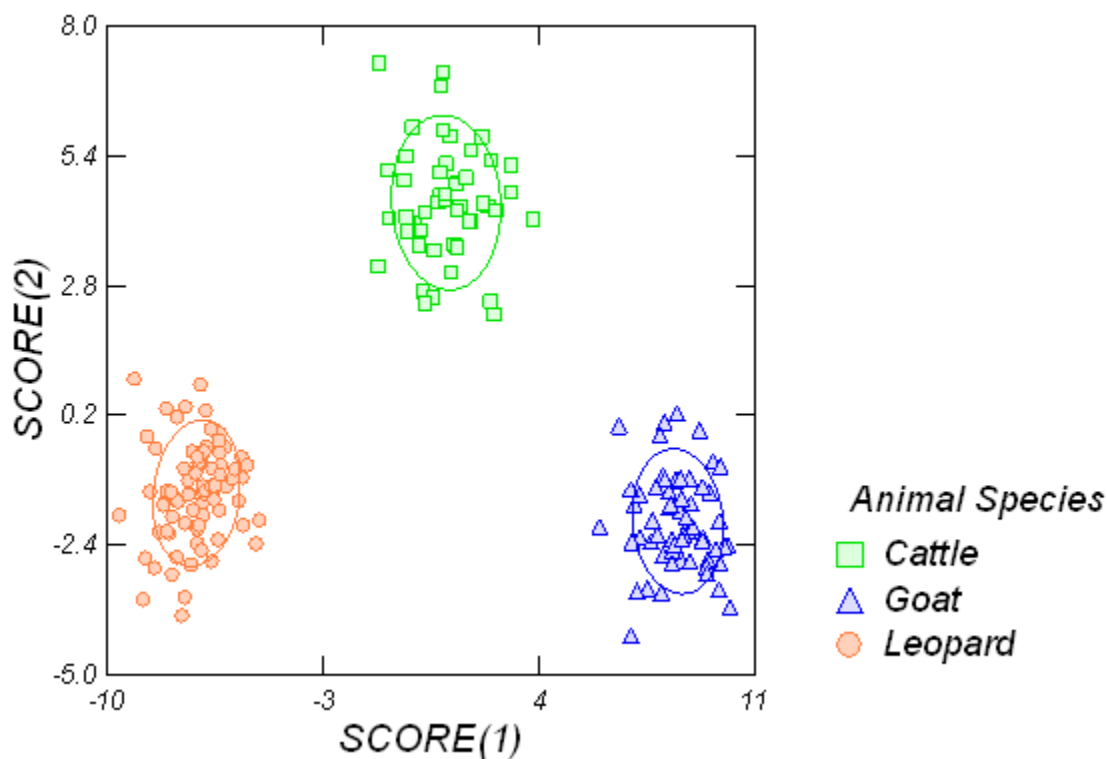 8.0
5.4
2.8
0.2
-2.4
-5.0
SCORE(2)
-10
-3
4
11
SCORE(1)
Animal Species
Cattle
Goat
Leopard